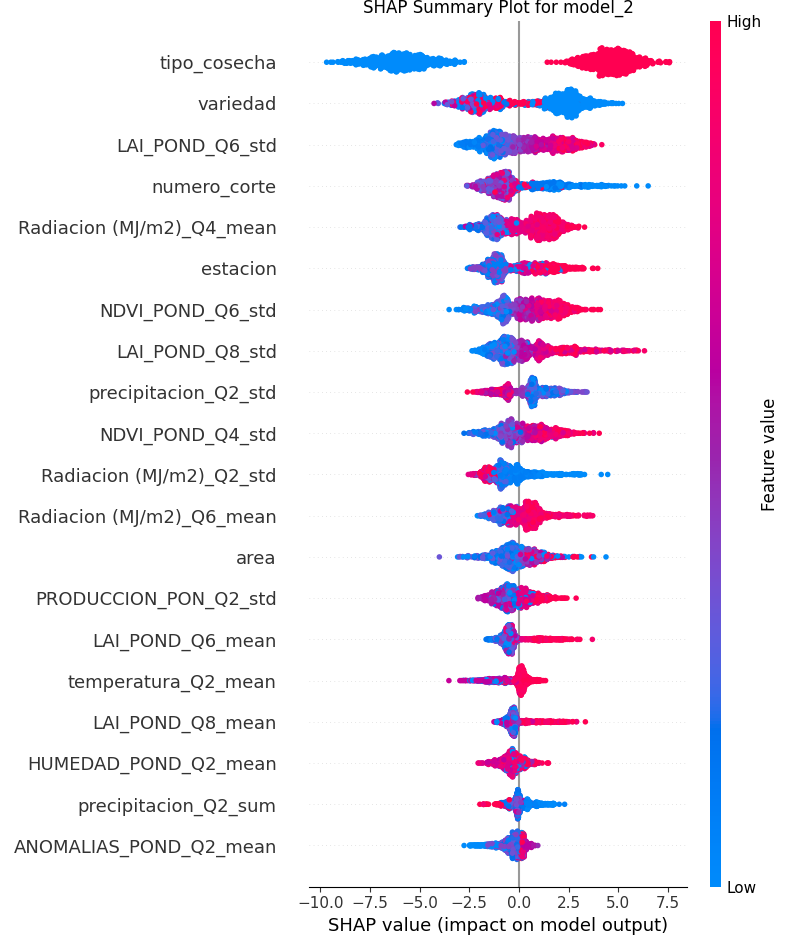 SHAP Summary Plot for model_2
High
tipo_cosecha
variedad
LAI_POND_Q6_std
numero_corte
Radiacion (MJ/m2)_Q4_mean
estacion
NDVI_POND_Q6_std
LAI_POND_Q8_std
precipitacion_Q2_std
NDVI_POND_Q4_std
Radiacion (MJ/m2)_Q2_std
Radiacion (MJ/m2)_Q6_mean
area
PRODUCCION_PON_Q2_std
LAI_POND_Q6_mean
temperatura_Q2_mean
LAI_POND_Q8_mean
HUMEDAD_POND_Q2_mean
precipitacion_Q2_sum
ANOMALIAS_POND_Q2_mean
Feature value
Low
−10.0 −7.5 −5.0 −2.5 0.0 2.5 5.0 7.5
SHAP value (impact on model output)